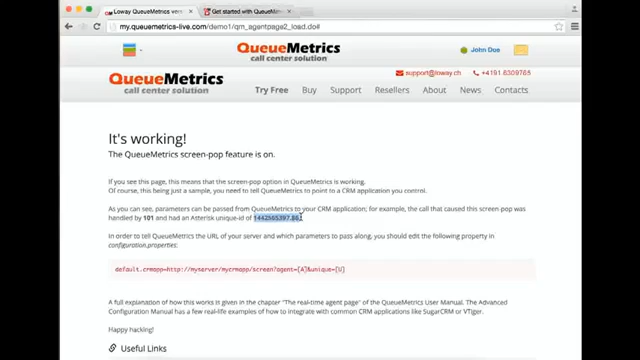 Loway QueueMetrics ver
Get started with QueueM
my.queuemetrics-live.com/demo1/qm_agentpage2_load.do#
QueueMetrics
call center solution
John Doe
QueueMetrics
call center solution
support@loway.ch
+4191.6309765
Try Free Buy Support Resellers About News Contacts
It's working!
The QueueMetrics screen-pop feature is on.
If you see this page, this means that the screen-pop option in QueueMetrics is working.
Of course, this being just a sample, you need to tell QueueMetrics to point to a CRM application you control.
As you can see, parameters can be passed from QueueMetrics to your CRM application; for example, the call that caused this screen-pop was
handled by 101 and had an Asterisk unique-id of
In order to tell QueueMetrics the URL of your server and which parameters to pass along, you should edit the following property in
configuration.properties:
default.crmapp=http://myserver/mycrmapp/screen?agent=[A]&unique=[U]
A full explanation of how this works is given in the chapter "The real-time agent page" of the QueueMetrics User Manual. The Advanced
Configuration Manual has a few real-life examples of how to integrate with common CRM applications like SugarCRM or VTiger.
Happy hacking!
Useful Links